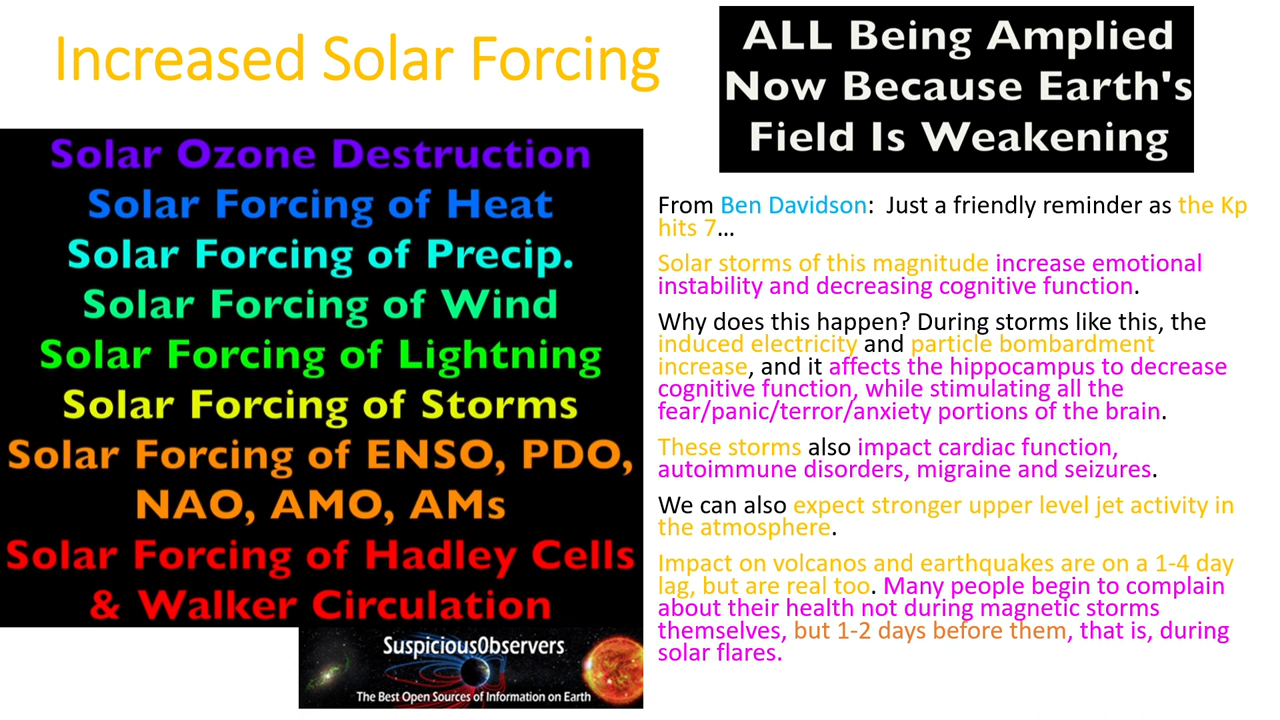 Increased Solar Forcing
ALL Being Amplied
Now Because Earth's
Field Is Weakening
Solar Ozone Destruction
Solar Forcing of Heat
Solar Forcing of Precip.
Solar Forcing of Wind
Solar Forcing of Lightning
Solar Forcing of Storms
Solar Forcing of ENSO, PDO,
NAO, AMO, AMs
Solar Forcing of Hadley Cells
& Walker Circulation
SuspiciousObservers
The Best Open Sources of Information on Earth
From Ben Davidson:  Just a friendly reminder as the Kp
hits 7…
Solar storms of this magnitude increase emotional
instability and decreasing cognitive function.
Why does this happen? During storms like this, the
induced electricity and particle bombardment
increase, and it affects the hippocampus to decrease
cognitive function, while stimulating all the
fear/panic/terror/anxiety portions of the brain.
These storms also impact cardiac function,
autoimmune disorders, migraine and seizures.
We can also expect stronger upper level jet activity in
the atmosphere.
Impact on volcanos and earthquakes are on a 1-4 day
lag, but are real too. Many people begin to complain
about their health not during magnetic storms
themselves, but 1-2 days before them, that is, during
solar flares.